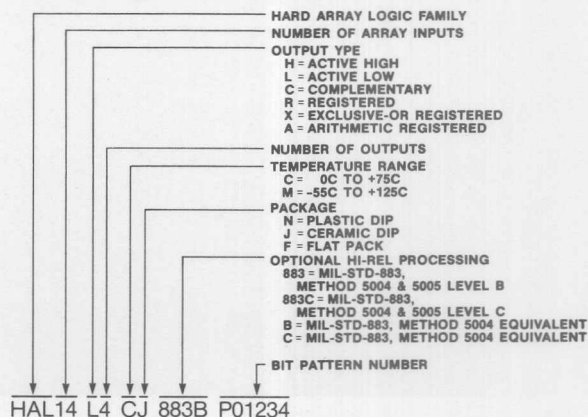 HARD ARRAY LOGIC FAMILY
NUMBER OF ARRAY INPUTS
OUTPUT YPE
H = ACTIVE HIGH
L = ACTIVE LOW
C = COMPLEMENTARY
R = REGISTERED
X = EXCLUSIVE-OR REGISTERED
A = ARITHMETIC REGISTERED
NUMBER OF OUTPUTS
TEMPERATURE RANGE
C = 0C TO +75C
M = -55C TO +125C
PACKAGE
N = PLASTIC DIP
J = CERAMIC DIP
F = FLAT PACK
OPTIONAL HI-REL PROCESSING
883 = MIL-STD-883,
METHOD 5004 & 5005 LEVEL B
883C = MIL-STD-883,
METHOD 5004 & 5005 LEVEL C
B = MIL-STD-883, METHOD 5004 EQUIVALENT
C = MIL-STD-883, METHOD 5004 EQUIVALENT
BIT PATTERN NUMBER
HAL14 L4 CJ 883B P01234